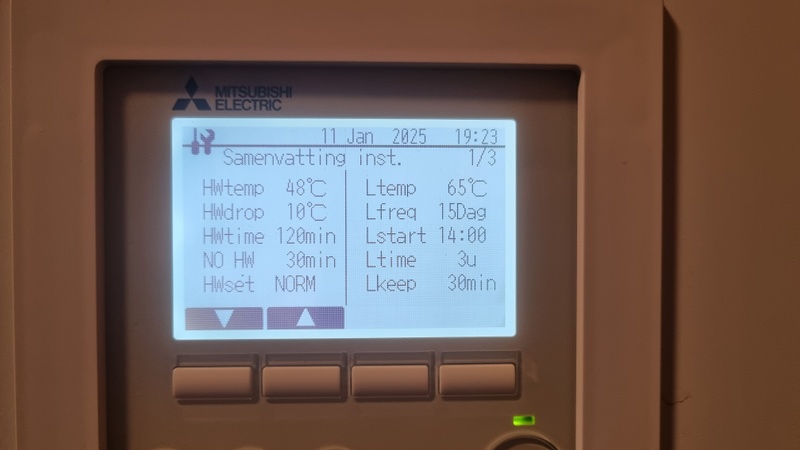 MITSUBISHI
ELECTRIC
11 Jan 2025 19:23
Samenvatting inst. 1/3
HWtemp 48℃ Ltemp 65℃
HWdrop 10℃ Lfreq 15Dag
HWtime 120min Lstart 14:00
NO HW 30min Ltime 3u
HWset NORM Lkeep 30min